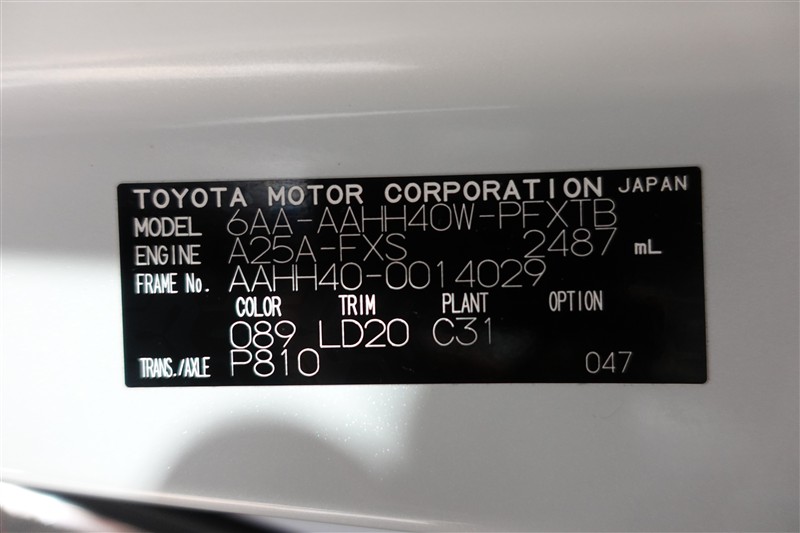 TOYOTA MOTOR CORPORATION JAPAN
MODEL 6AA-AAHH40W-PFXTB
ENGINE A25A-FXS 2487 mL
FRAME No. AAHH40-0014029
COLOR TRIM PLANT OPTION
089 LD20 C31
TRANS./AXLE P810 047